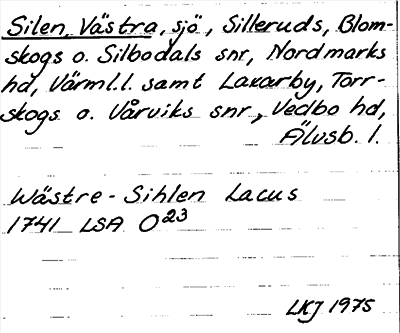 Silen, Västra, sjö, Silleruds, Blom-
skogs o. Silbodals snr, Nordmarks
hd, Värml.l. samt Laxarby, Torr-
skogs o. Vårviks snr, Vedbo hd,
Älvsb. l.
Wästre - Sihlen Lacus
1741 LSA O23
LKJ 1975